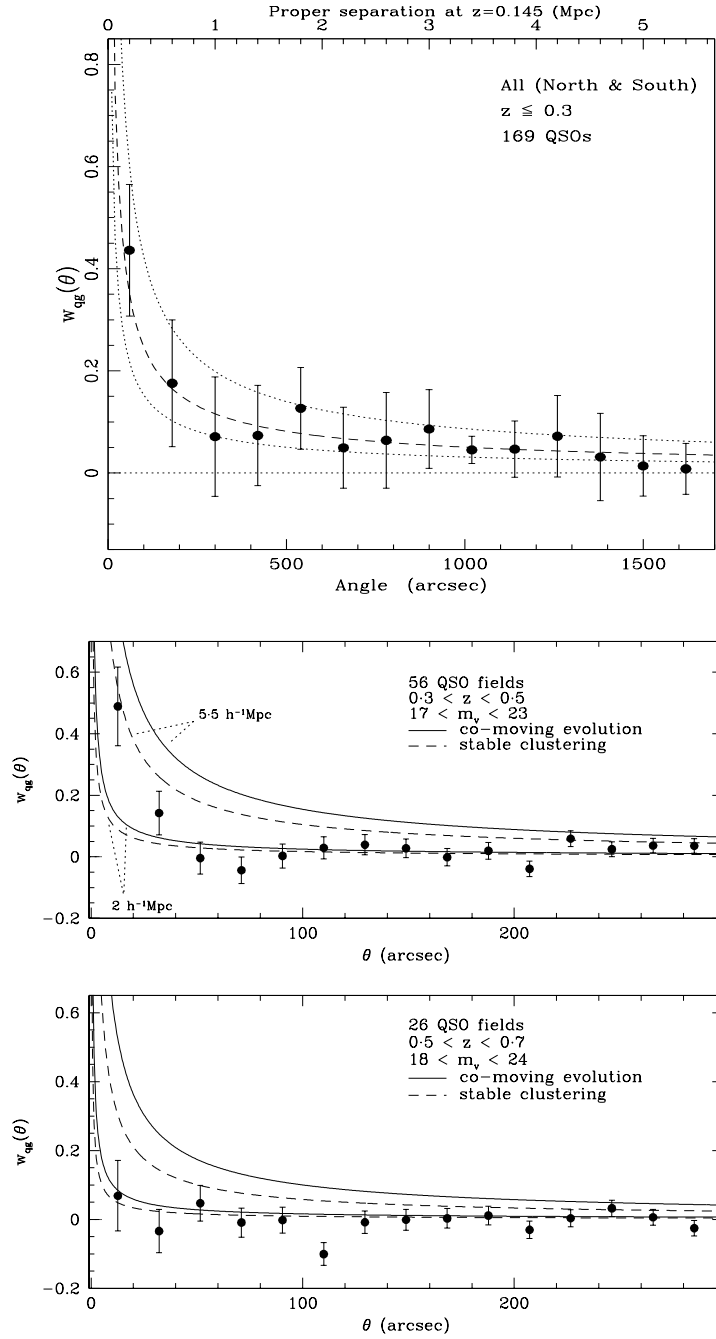 Proper separation at z=0.145 (Mpc)
0 1 2 3 4 5
0.8
0.6
0.4
0.2
0
w_qg(θ)
All (North & South)
z ≦ 0.3
169 QSOs
0 500 1000 1500
Angle (arcsec)
0.6
0.4
0.2
0
−0.2
w_qg(θ)
5·5 h⁻¹Mpc
2 h⁻¹Mpc
56 QSO fields
0·3 < z < 0·5
17 < m_v < 23
co-moving evolution
stable clustering
0 100 200
θ (arcsec)
0.6
0.4
0.2
0
−0.2
w_qg(θ)
26 QSO fields
0·5 < z < 0·7
18 < m_v < 24
co-moving evolution
stable clustering
0 100 200
θ (arcsec)